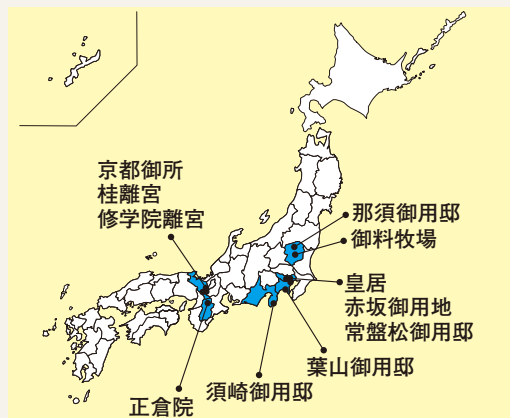 京都御所
桂離宮
修学院離宮
那須御用邸
御料牧場
皇居
赤坂御用地
常盤松御用邸
葉山御用邸
須崎御用邸
正倉院